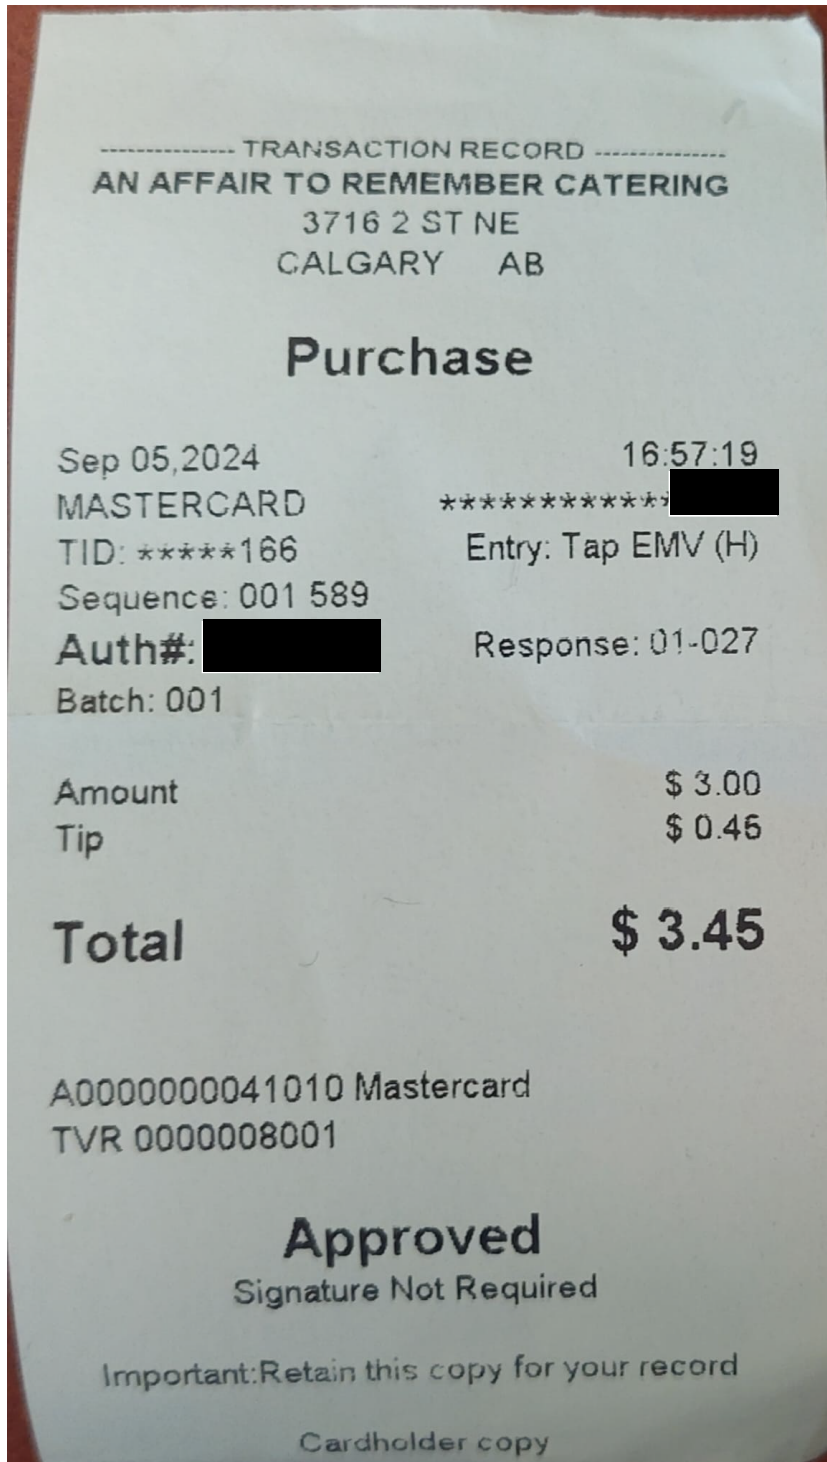 --------------- TRANSACTION RECORD ---------------
AN AFFAIR TO REMEMBER CATERING
3716 2 ST NE
CALGARY AB
Purchase
Sep 05,2024 16:57:19
MASTERCARD ************
TID: *****166 Entry: Tap EMV (H)
Sequence: 001 589
Auth#: Response: 01-027
Batch: 001
Amount $ 3.00
Tip $ 0.45
Total $ 3.45
A0000000041010 Mastercard
TVR 0000008001
Approved
Signature Not Required
Important:Retain this copy for your record
Cardholder copy